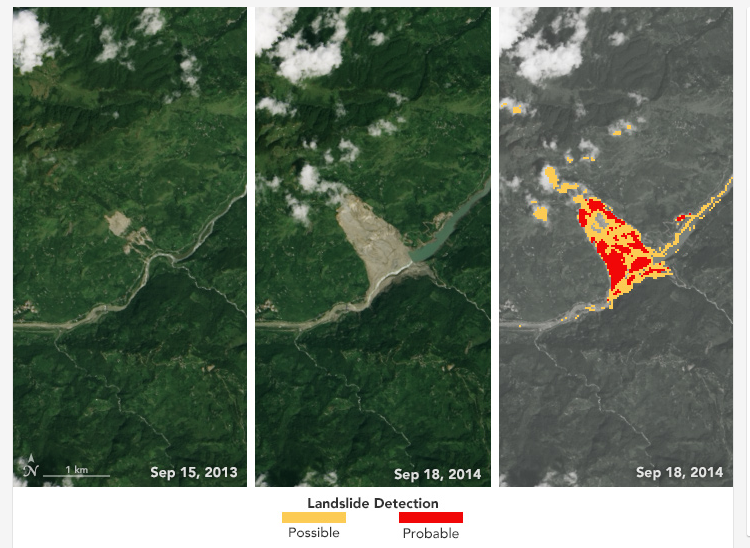 N
1 km
Sep 15, 2013
Sep 18, 2014
Sep 18, 2014
Landslide Detection
Possible
Probable